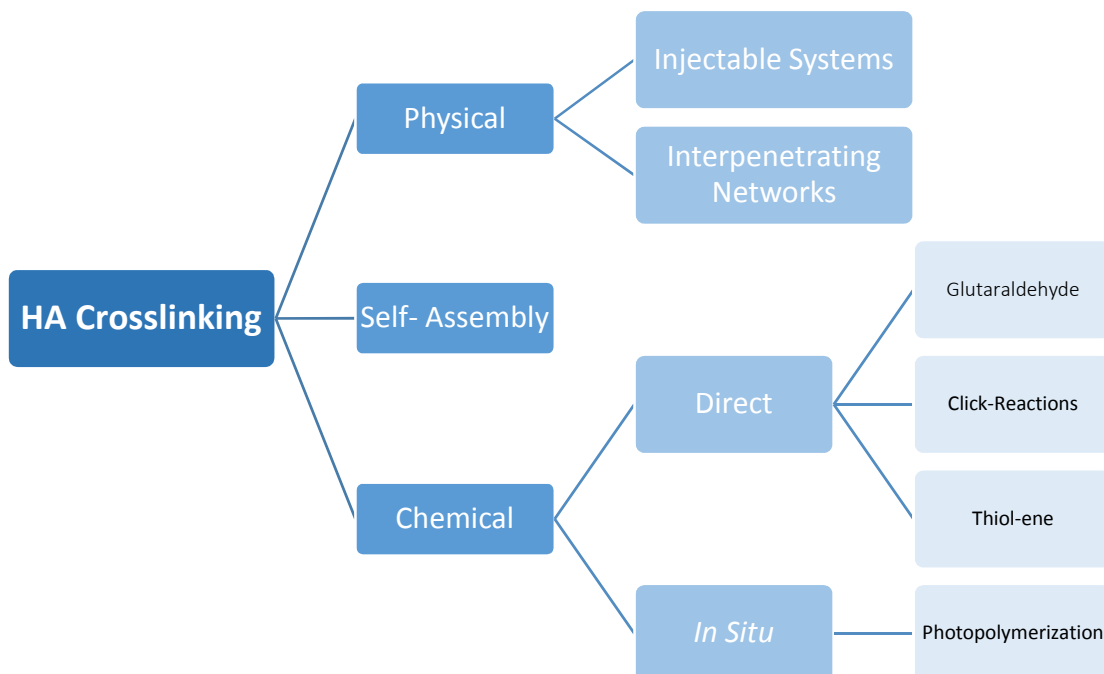 HA Crosslinking
Physical
Injectable Systems
Interpenetrating
Networks
Self- Assembly
Chemical
Direct
Glutaraldehyde
Click-Reactions
Thiol-ene
In Situ
Photopolymerization